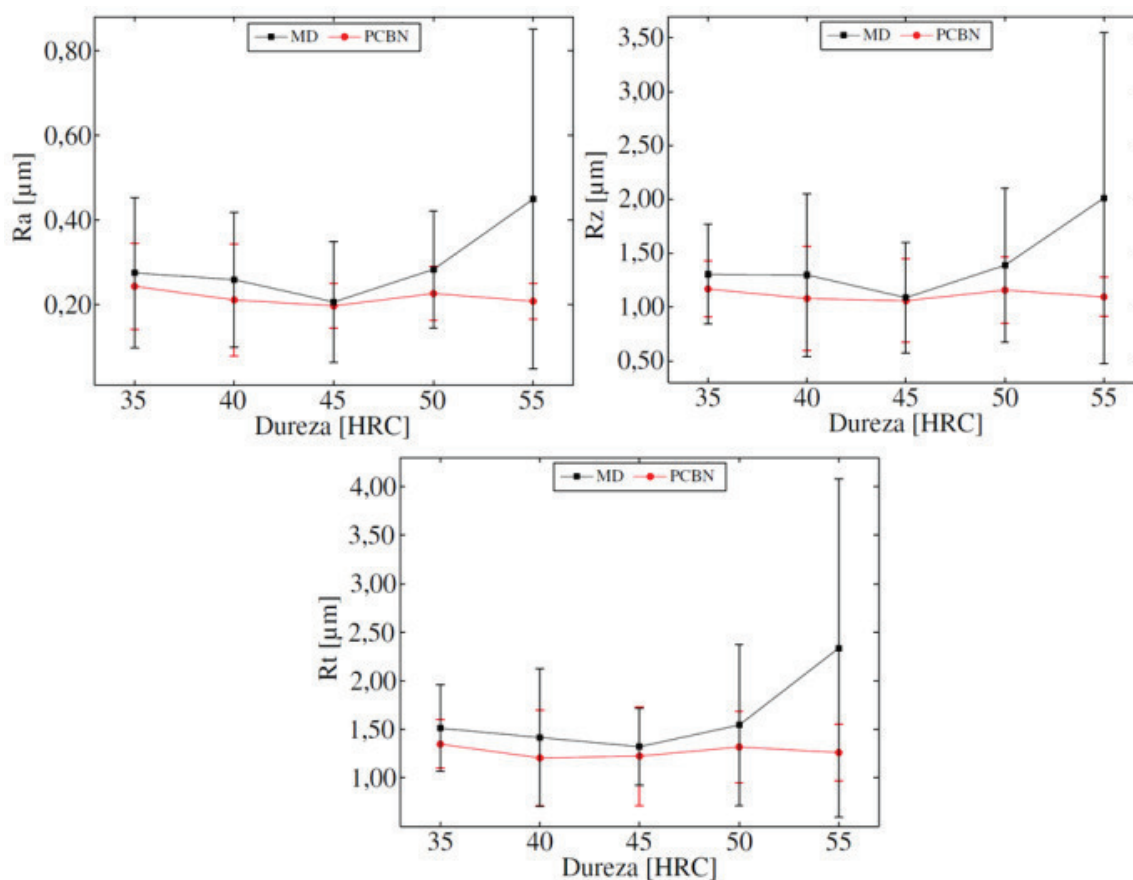 MD PCBN
0,80
0,60
0,40
0,20
Ra [µm]
35 40 45 50 55
Dureza [HRC]
MD PCBN
3,50
3,00
2,50
2,00
1,50
1,00
0,50
Rz [µm]
35 40 45 50 55
Dureza [HRC]
MD PCBN
4,00
3,50
3,00
2,50
2,00
1,50
1,00
Rt [µm]
35 40 45 50 55
Dureza [HRC]